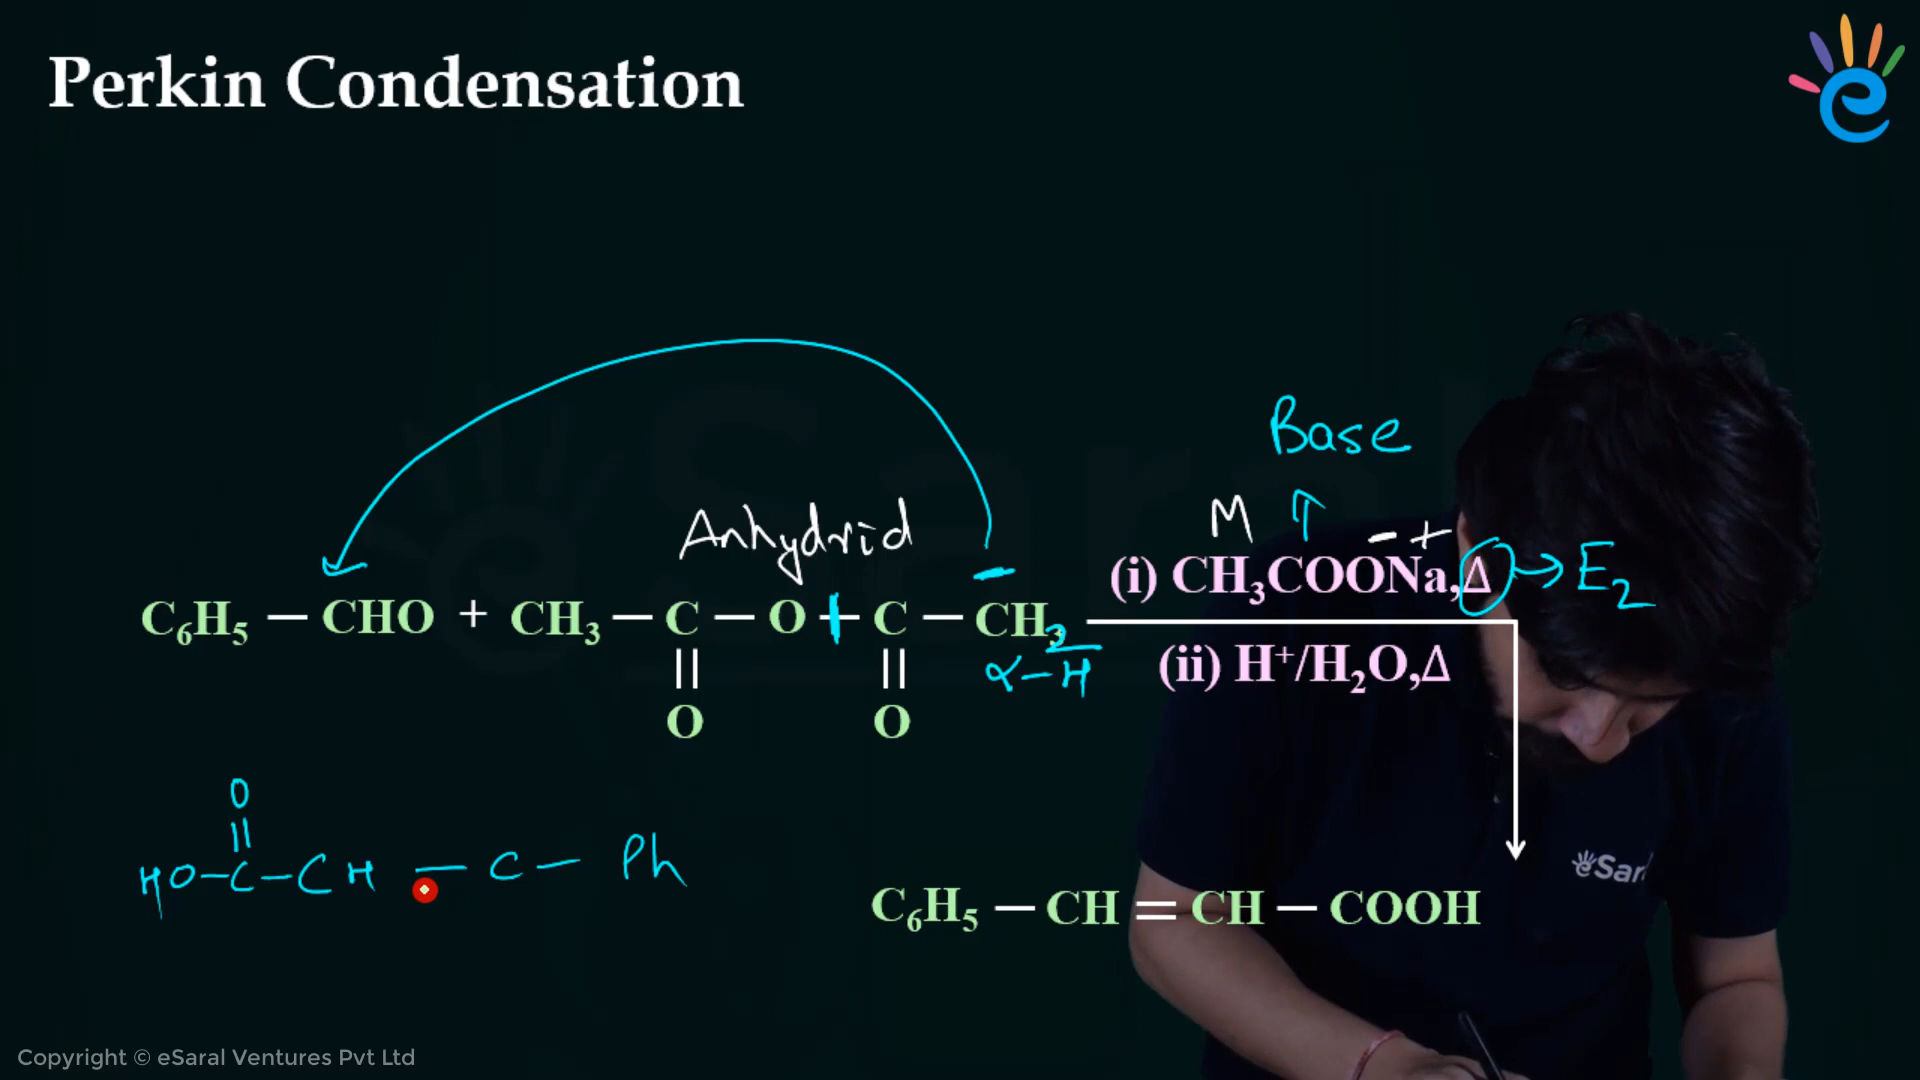 Perkin Condensation
Base
M ↑
Anhydrid
− +
(i) CH₃COONa,Δ → E₂
C₆H₅ — CHO + CH₃ — C — O — C — CH₃
|| ||
α−H
(ii) H⁺/H₂O,Δ
O O
O
||
HO−C−CH — C — Ph
eSaral
C₆H₅ — CH = CH — COOH
Copyright © eSaral Ventures Pvt Ltd